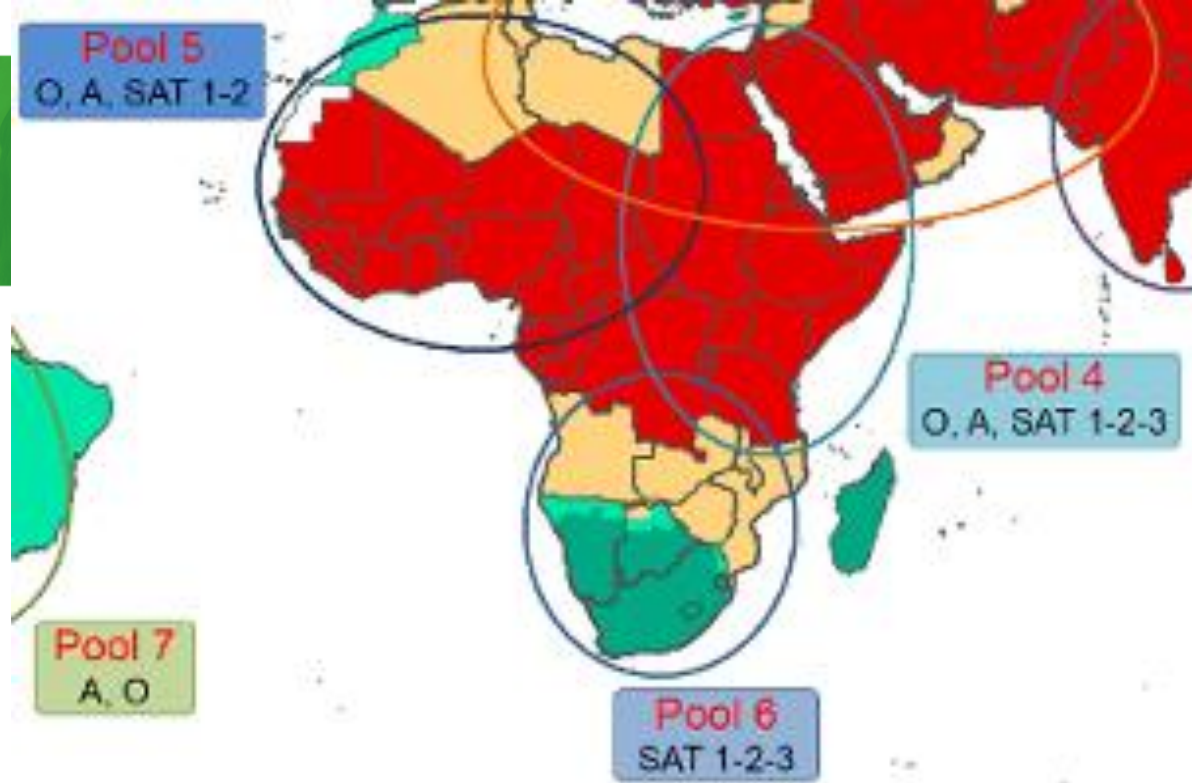 Pool 5
O, A, SAT 1-2
Pool 4
O, A, SAT 1-2-3
Pool 7
A, O
Pool 6
SAT 1-2-3